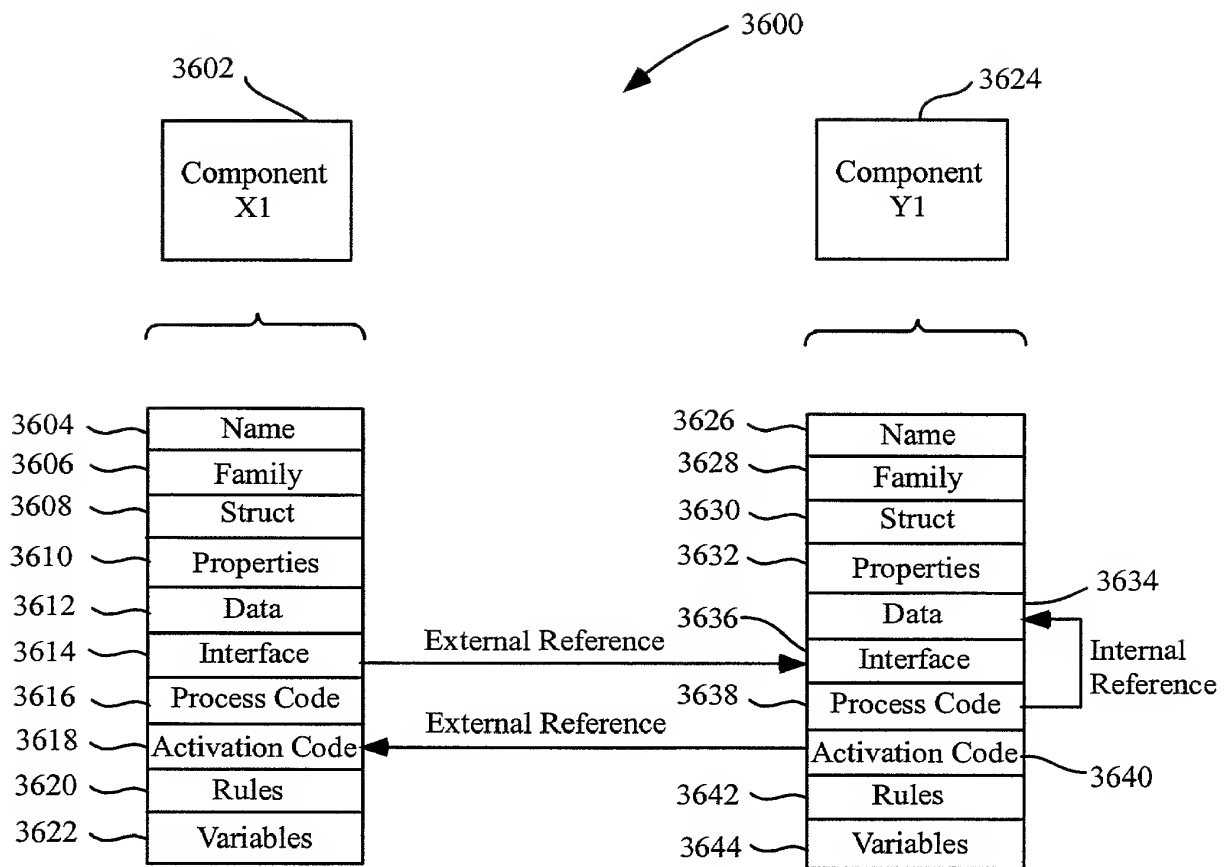 3600
3602
3624
Component
X1
Component
Y1
3604
Name
3606
Family
3608
Struct
3610
Properties
3612
Data
3614
Interface
3616
Process Code
3618
Activation Code
3620
Rules
3622
Variables
External Reference
External Reference
3626
Name
3628
Family
3630
Struct
3632
Properties
3634
Data
3636
Interface
3638
Process Code
Activation Code
3640
3642
Rules
3644
Variables
Internal
Reference